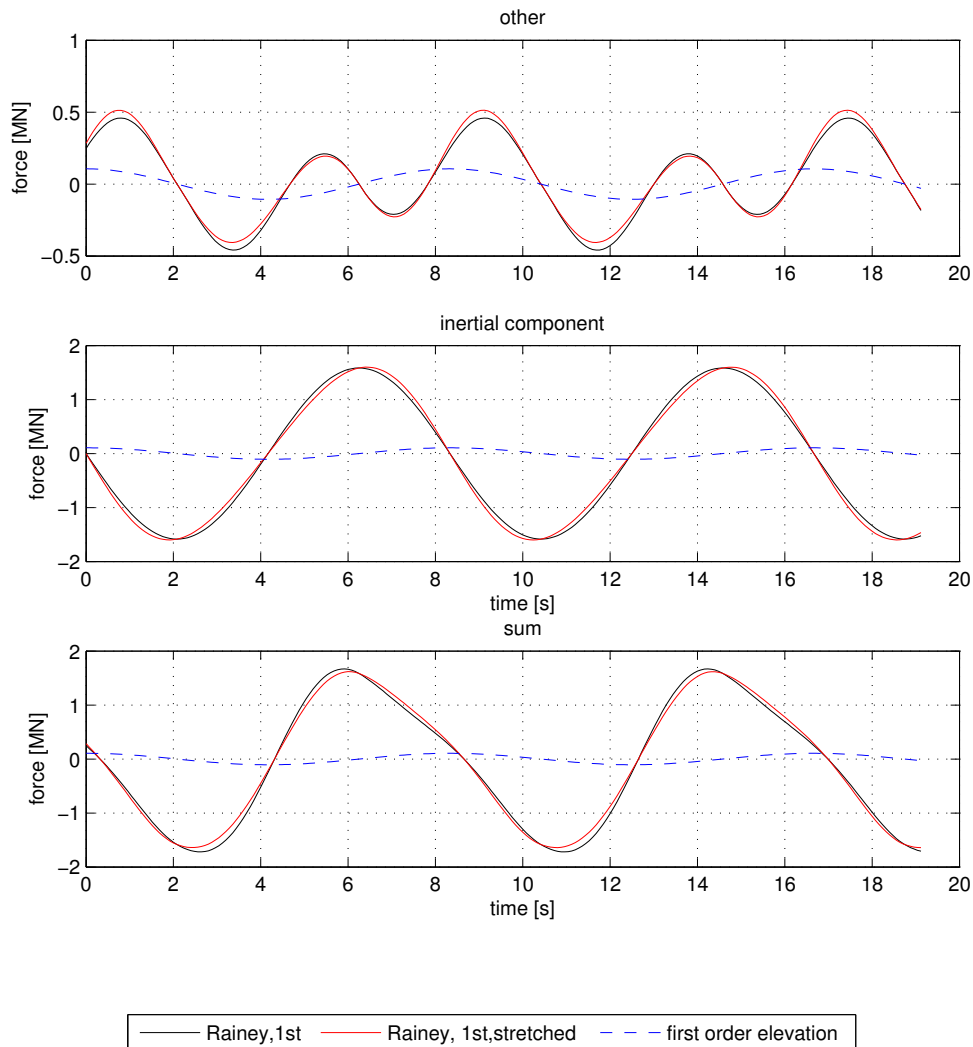 other
1
0.5
0
−0.5
force [MN]
0 2 4 6 8 10 12 14 16 18 20
inertial component
2
1
0
−1
−2
force [MN]
0 2 4 6 8 10 12 14 16 18 20
time [s]
sum
2
1
0
−1
−2
force [MN]
0 2 4 6 8 10 12 14 16 18 20
time [s]
Rainey,1st Rainey, 1st,stretched first order elevation